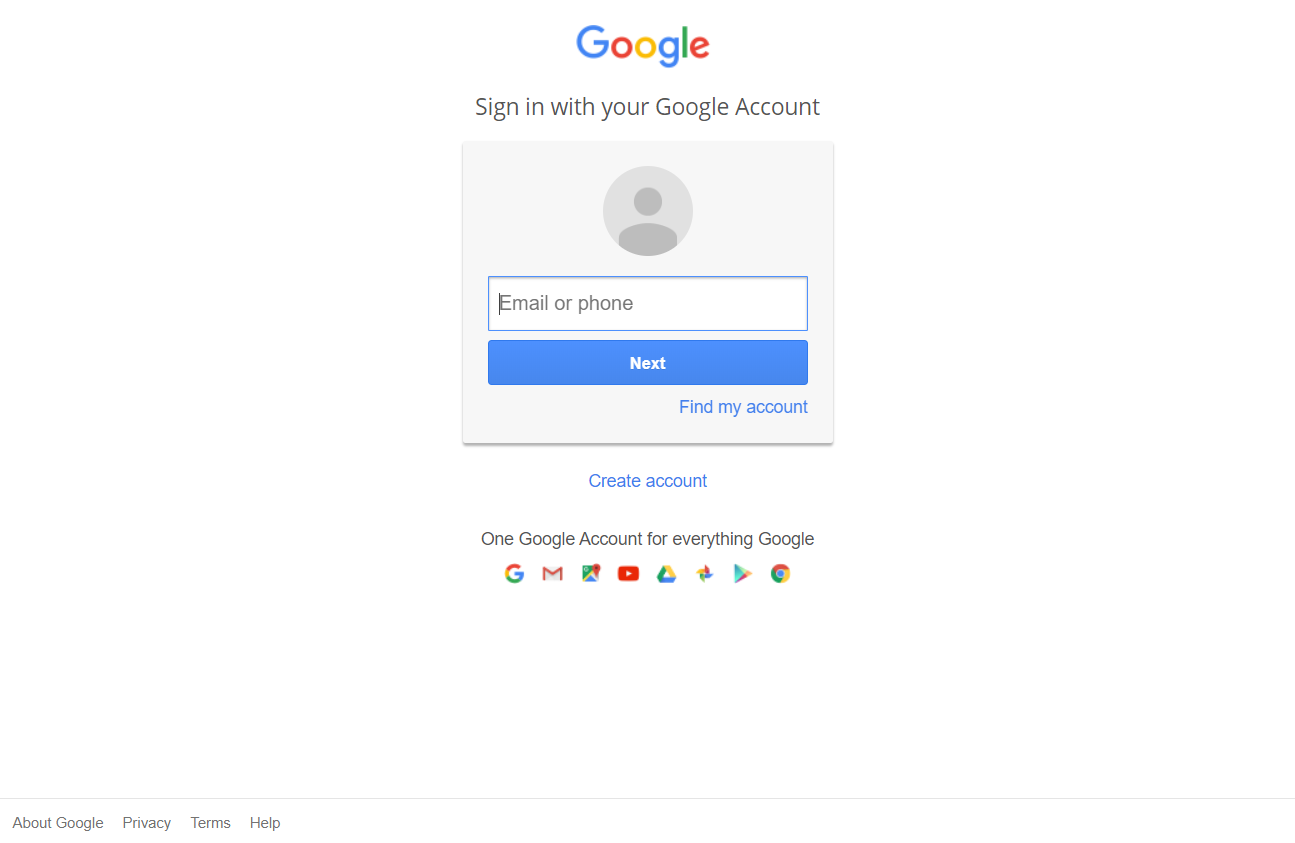 Google
Sign in with your Google Account
Email or phone
Next
Find my account
Create account
One Google Account for everything Google
About Google Privacy Terms Help